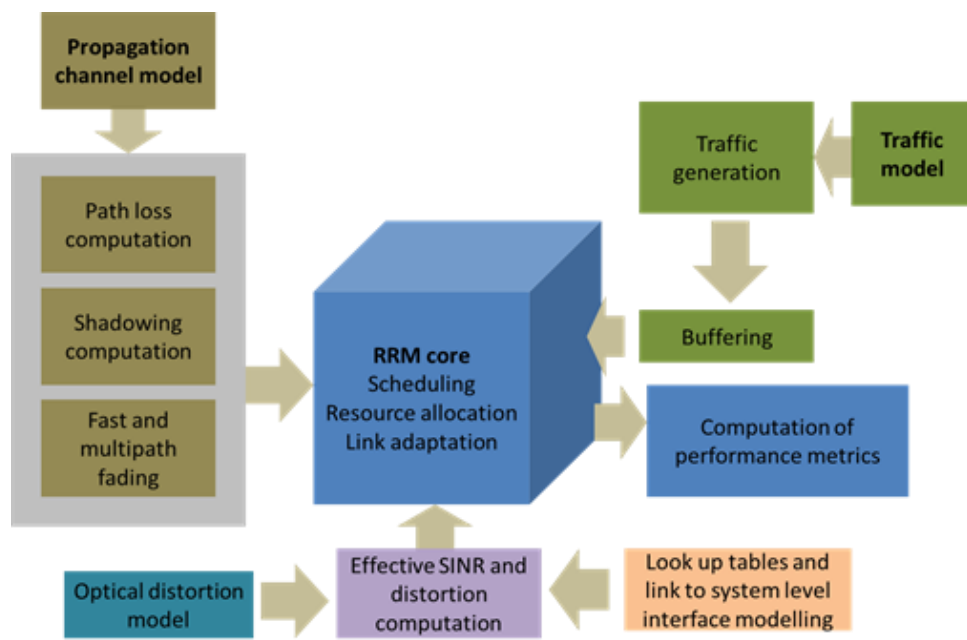 Propagation
channel model
Path loss
computation
Shadowing
computation
Fast and
multipath
fading
RRM core
Scheduling
Resource allocation
Link adaptation
Traffic
generation
Traffic
model
Buffering
Computation of
performance metrics
Optical distortion
model
Effective SINR and
distortion
computation
Look up tables and
link to system level
interface modelling